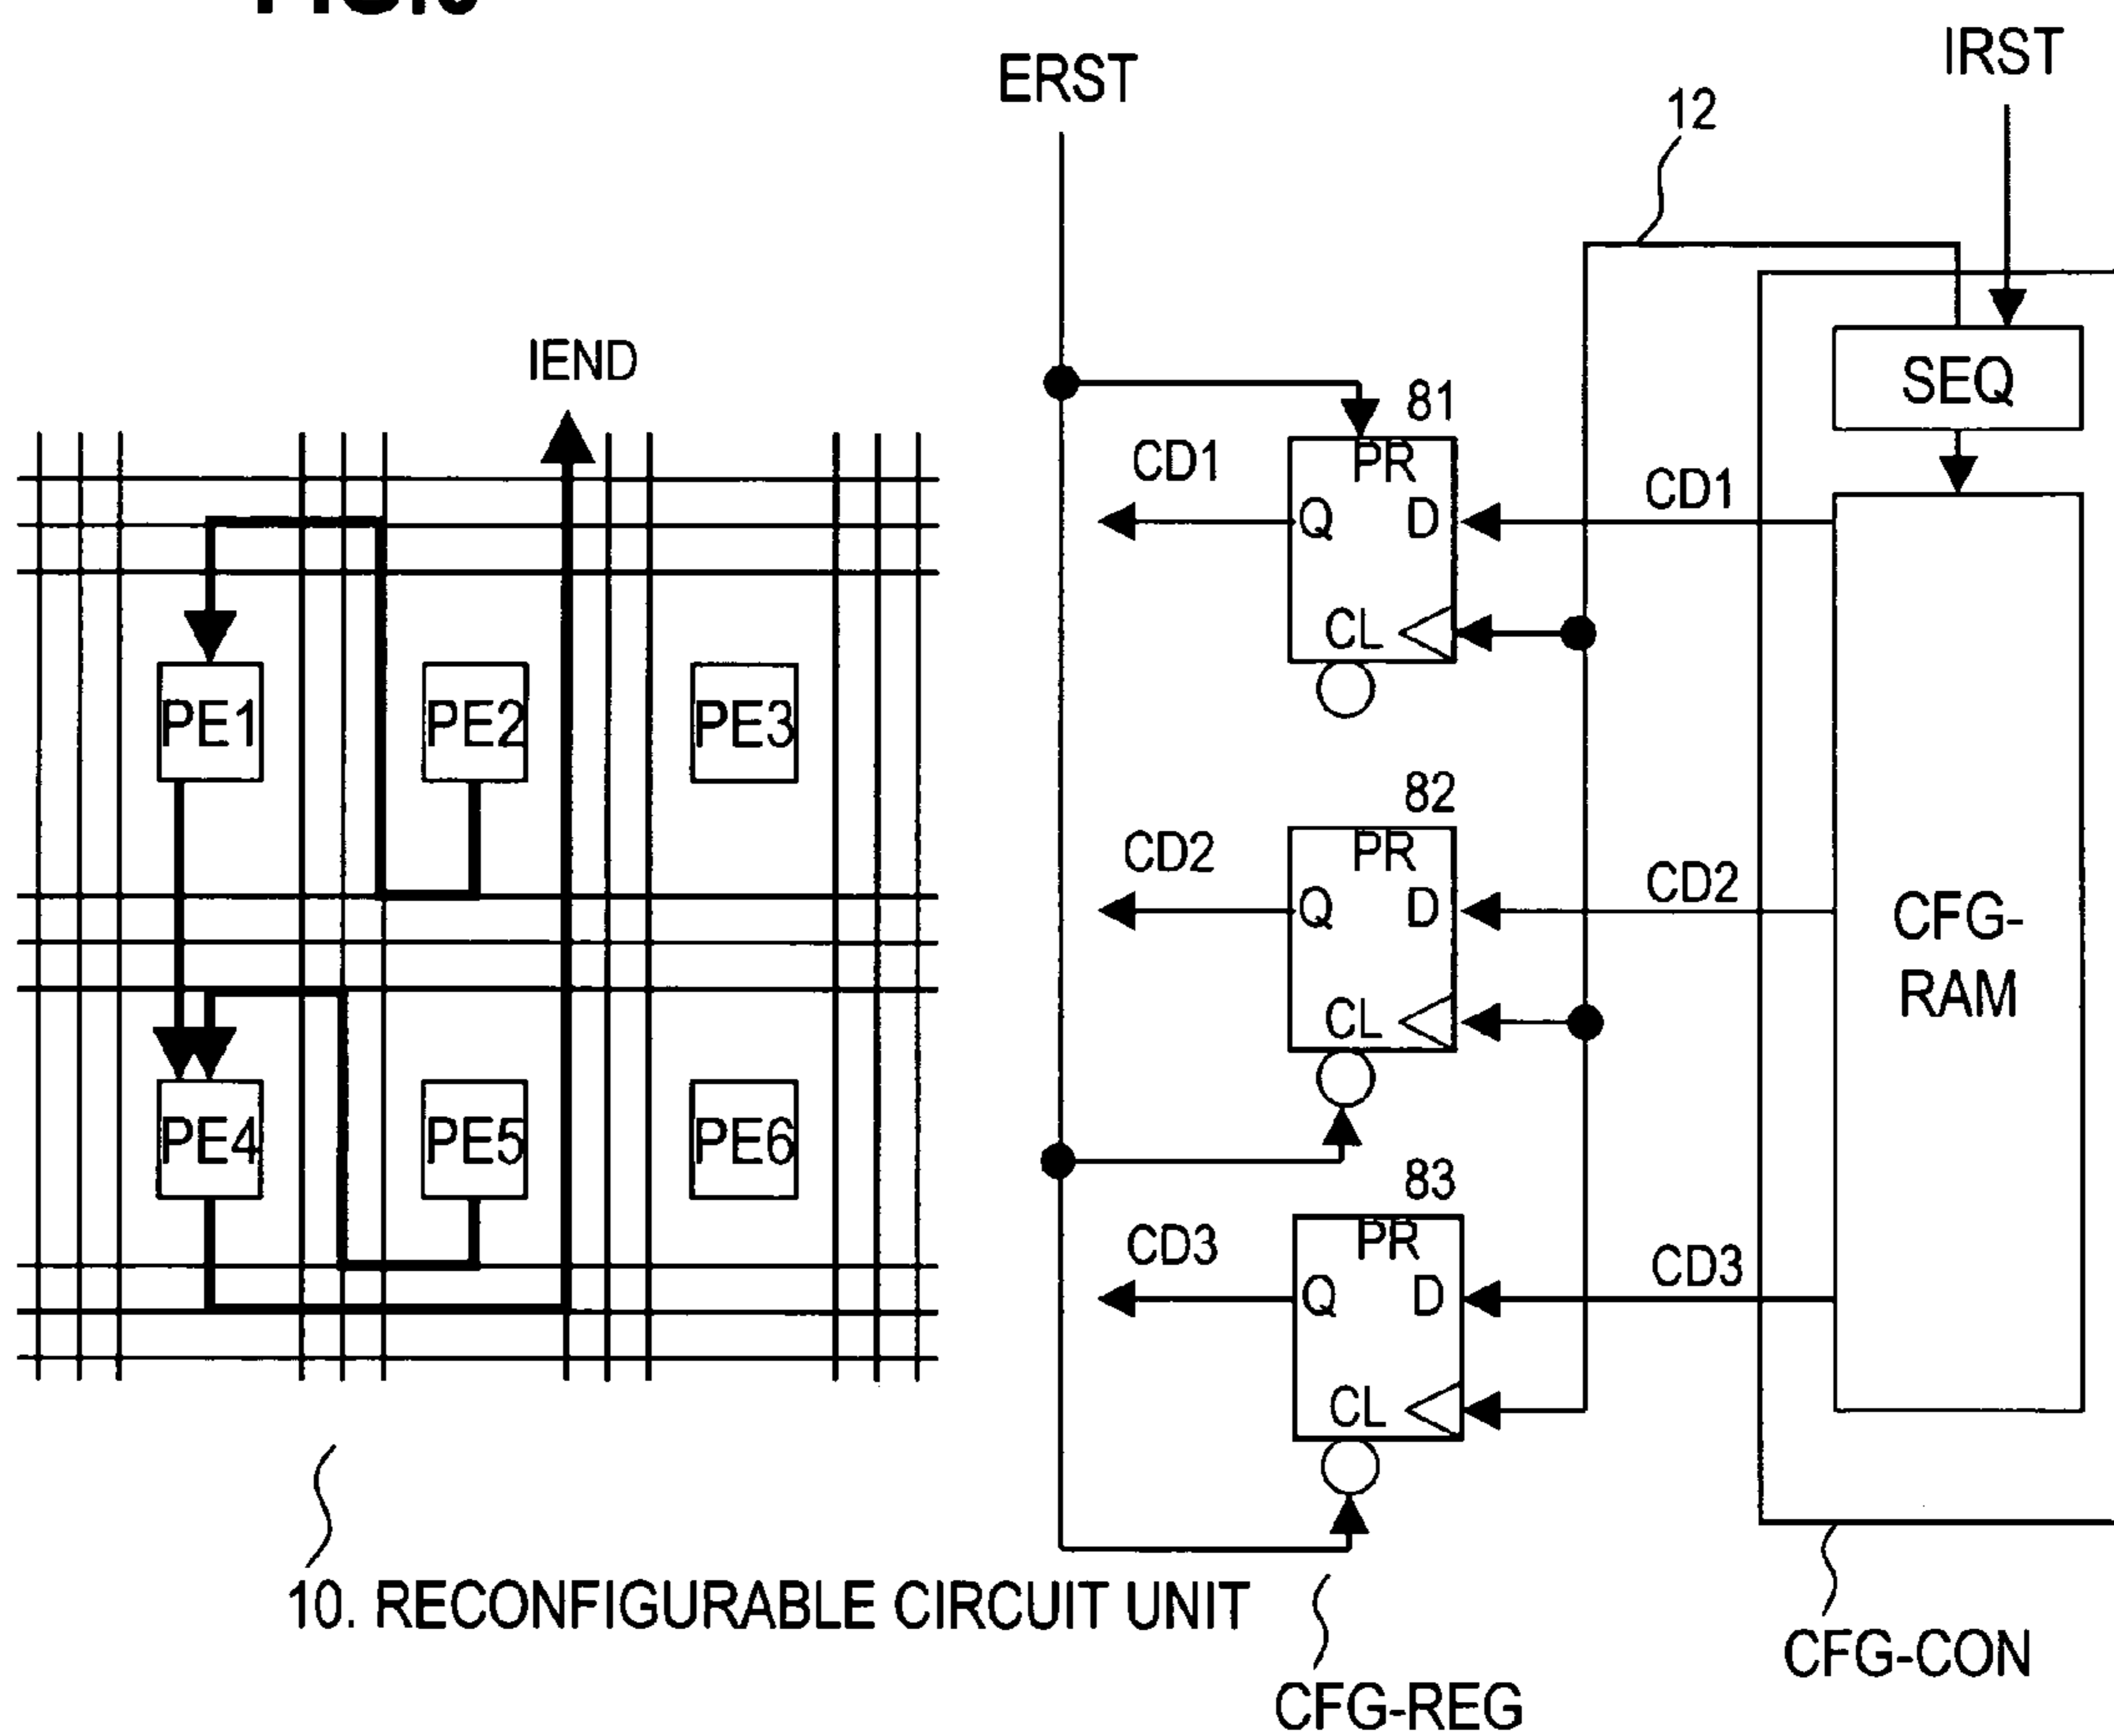 ERST
IRST
12
IEND
SEQ
81
PR
CD1
CD1
Q
D
CL
PE1
PE2
PE3
82
PR
CD2
CD2
Q
D
CFG-
RAM
CL
PE4
PE5
PE6
83
PR
CD3
CD3
Q
D
CL
10. RECONFIGURABLE CIRCUIT UNIT
CFG-CON
CFG-REG